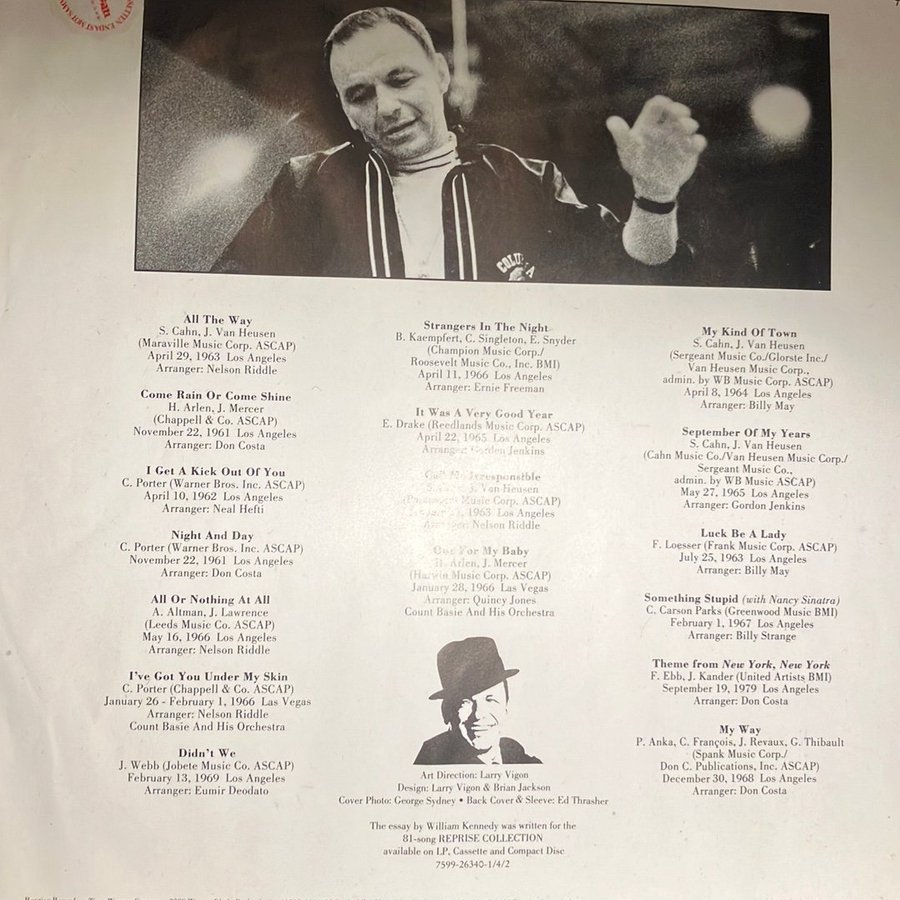 COLUMBIA
All The Way
S. Cahn, J. Van Heusen
(Maraville Music Corp. ASCAP)
April 29, 1963 Los Angeles
Arranger: Nelson Riddle
Come Rain Or Come Shine
H. Arlen, J. Mercer
(Chappell & Co. ASCAP)
November 22, 1961 Los Angeles
Arranger: Don Costa
I Get A Kick Out Of You
C. Porter (Warner Bros. Inc. ASCAP)
April 10, 1962 Los Angeles
Arranger: Neal Hefti
Night And Day
C. Porter (Warner Bros. Inc. ASCAP)
November 22, 1961 Los Angeles
Arranger: Don Costa
All Or Nothing At All
A. Altman, J. Lawrence
(Leeds Music Co. ASCAP)
May 16, 1966 Los Angeles
Arranger: Nelson Riddle
I've Got You Under My Skin
C. Porter (Chappell & Co. ASCAP)
January 26 - February 1, 1966 Las Vegas
Arranger: Nelson Riddle
Count Basie And His Orchestra
Didn't We
J. Webb (Jobete Music Co. ASCAP)
February 13, 1969 Los Angeles
Arranger: Eumir Deodato
Strangers In The Night
B. Kaempfert, C. Singleton, E. Snyder
(Champion Music Corp./
Roosevelt Music Co., Inc. BMI)
April 11, 1966 Los Angeles
Arranger: Ernie Freeman
It Was A Very Good Year
E. Drake (Reedlands Music Corp. ASCAP)
April 22, 1965 Los Angeles
Arranger: Gordon Jenkins
Call Me Irresponsible
J. Van Heusen
Music Corp. ASCAP)
1963 Los Angeles
Arranger: Nelson Riddle
One For My Baby
H. Arlen, J. Mercer
(Harwin Music Corp. ASCAP)
January 28, 1966 Las Vegas
Arranger: Quincy Jones
Count Basie And His Orchestra
Art Direction: Larry Vigon
Design: Larry Vigon & Brian Jackson
Cover Photo: George Sydney • Back Cover & Sleeve: Ed Thrasher
The essay by William Kennedy was written for the
81-song REPRISE COLLECTION
available on LP, Cassette and Compact Disc
7599-26340-1/4/2
My Kind Of Town
S. Cahn, J. Van Heusen
(Sergeant Music Co./Glorste Inc./
Van Heusen Music Corp.,
admin. by WB Music Corp. ASCAP)
April 8, 1964 Los Angeles
Arranger: Billy May
September Of My Years
S. Cahn, J. Van Heusen
(Cahn Music Co./Van Heusen Music Corp./
Sergeant Music Co.,
admin. by WB Music ASCAP)
May 27, 1965 Los Angeles
Arranger: Gordon Jenkins
Luck Be A Lady
F. Loesser (Frank Music Corp. ASCAP)
July 25, 1963 Los Angeles
Arranger: Billy May
Something Stupid (with Nancy Sinatra)
C. Carson Parks (Greenwood Music BMI)
February 1, 1967 Los Angeles
Arranger: Billy Strange
Theme from New York, New York
F. Ebb, J. Kander (United Artists BMI)
September 19, 1979 Los Angeles
Arranger: Don Costa
My Way
P. Anka, C. François, J. Revaux, G. Thibault
(Spank Music Corp./
Don C. Publications, Inc. ASCAP)
December 30, 1968 Los Angeles
Arranger: Don Costa